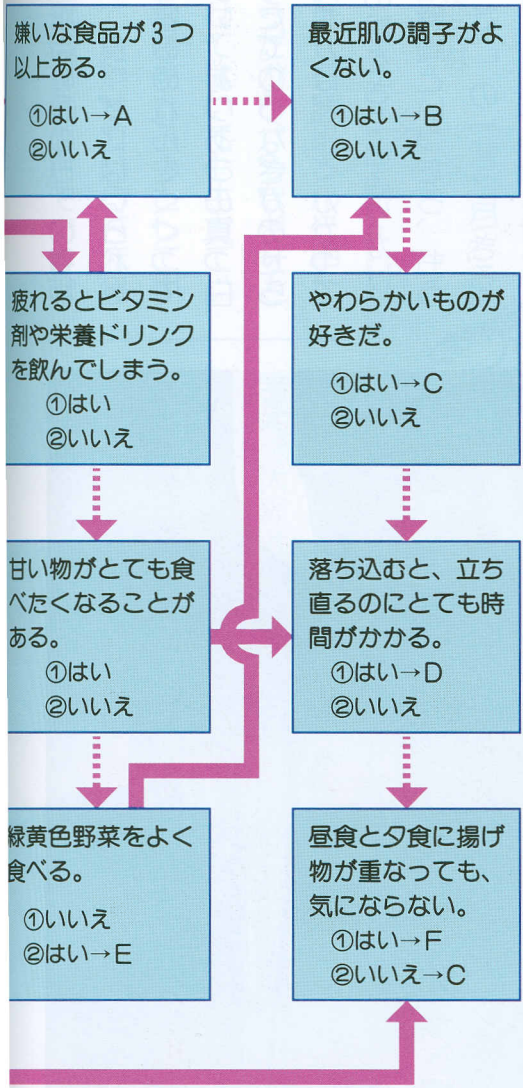 嫌いな食品が3つ
以上ある。
①はい→A
②いいえ
最近肌の調子がよ
くない。
①はい→B
②いいえ
疲れるとビタミン
剤や栄養ドリンク
を飲んでしまう。
①はい
②いいえ
やわらかいものが
好きだ。
①はい→C
②いいえ
甘い物がとても食
べたくなることが
ある。
①はい
②いいえ
落ち込むと、立ち
直るのにとても時
間がかかる。
①はい→D
②いいえ
緑黄色野菜をよく
食べる。
①いいえ
②はい→E
昼食と夕食に揚げ
物が重なっても、
気にならない。
①はい→F
②いいえ→C